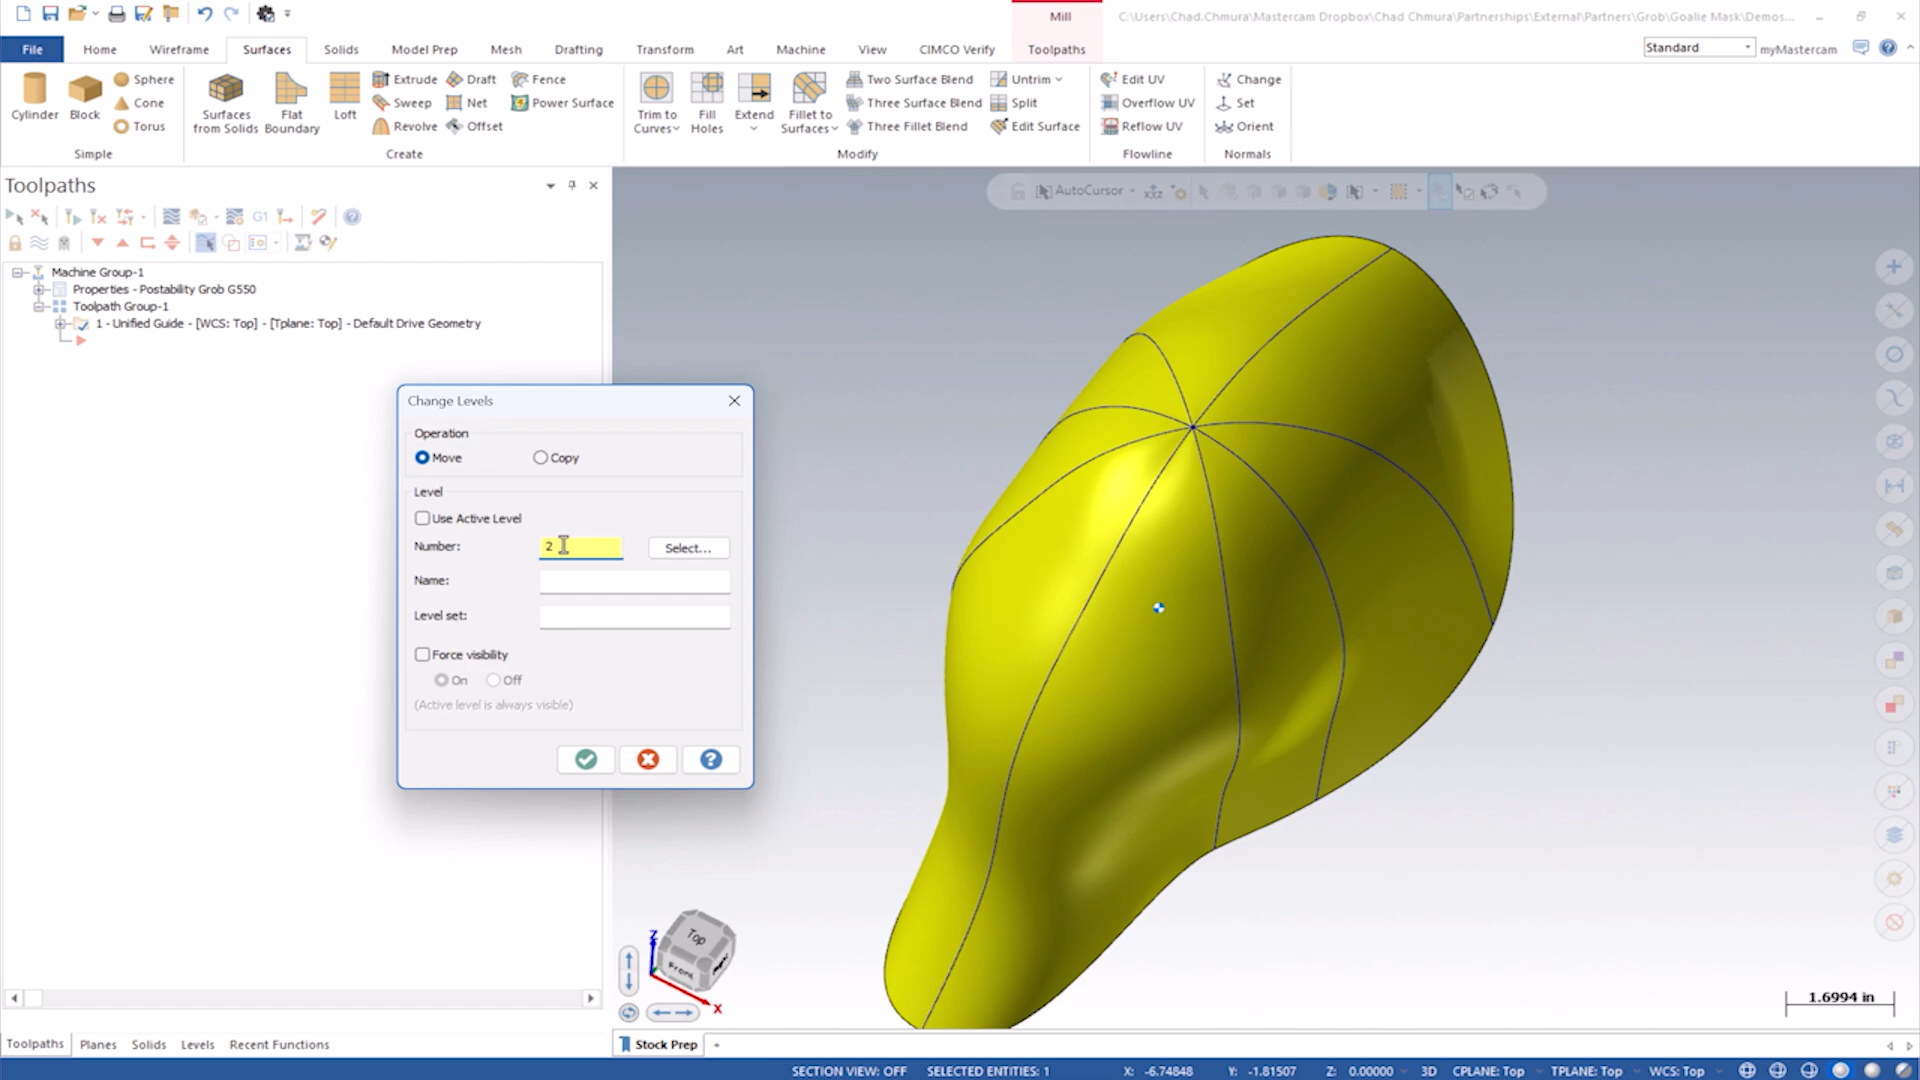 Mill
C:\Users\Chad.Chmura\Mastercam Dropbox\Chad Chmura\Partnerships\External\Partners\Grob\Goalie Mask\Demos...
File
Home
Wireframe
Surfaces
Solids
Model Prep
Mesh
Drafting
Transform
Art
Machine
View
CIMCO Verify
Toolpaths
Standard
myMastercam
Cylinder
Block
Sphere
Cone
Torus
Simple
Surfaces
from Solids
Flat
Boundary
Loft
Extrude
Sweep
Revolve
Draft
Net
Offset
Fence
Power Surface
Create
Trim to
Curves
Fill
Holes
Extend
Fillet to
Surfaces
Two Surface Blend
Three Surface Blend
Three Fillet Blend
Untrim
Split
Edit Surface
Modify
Edit UV
Overflow UV
Reflow UV
Flowline
Change
Set
Orient
Normals
Toolpaths
G1
AutoCursor
Machine Group-1
Properties - Postability Grob G550
Toolpath Group-1
1 - Unified Guide - [WCS: Top] - [Tplane: Top] - Default Drive Geometry
Change Levels
Operation
Move
Copy
Level
Use Active Level
Number:
2
Select...
Name:
Level set:
Force visibility
On
Off
(Active level is always visible)
Z
Top
Front
X
1.6994 in
Toolpaths
Planes
Solids
Levels
Recent Functions
Stock Prep
+
SECTION VIEW: OFF
SELECTED ENTITIES: 1
X: -6.74848
Y: -1.81507
Z: 0.00000
3D
CPLANE: Top
TPLANE: Top
WCS: Top